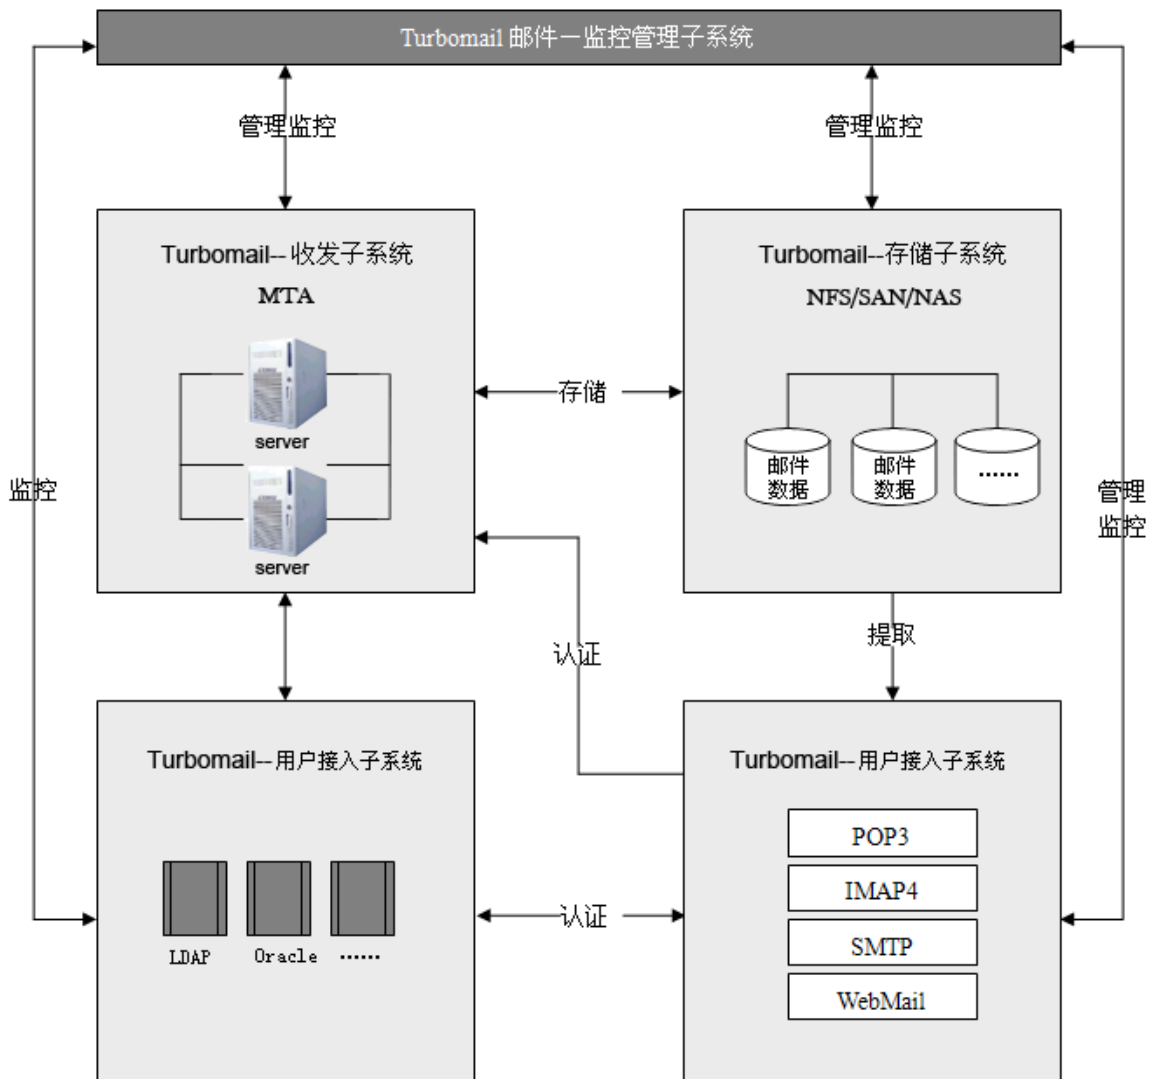 Turbomail 邮件一监控管理子系统
管理监控
管理监控
Turbomail-- 收发子系统
MTA
server
server
Turbomail--存储子系统
NFS/SAN/NAS
邮件
数据
邮件
数据
······
存储
监控
管理
监控
认证
提取
Turbomail--用户接入子系统
LDAP
Oracle
······
认证
Turbomail--用户接入子系统
POP3
IMAP4
SMTP
WebMail